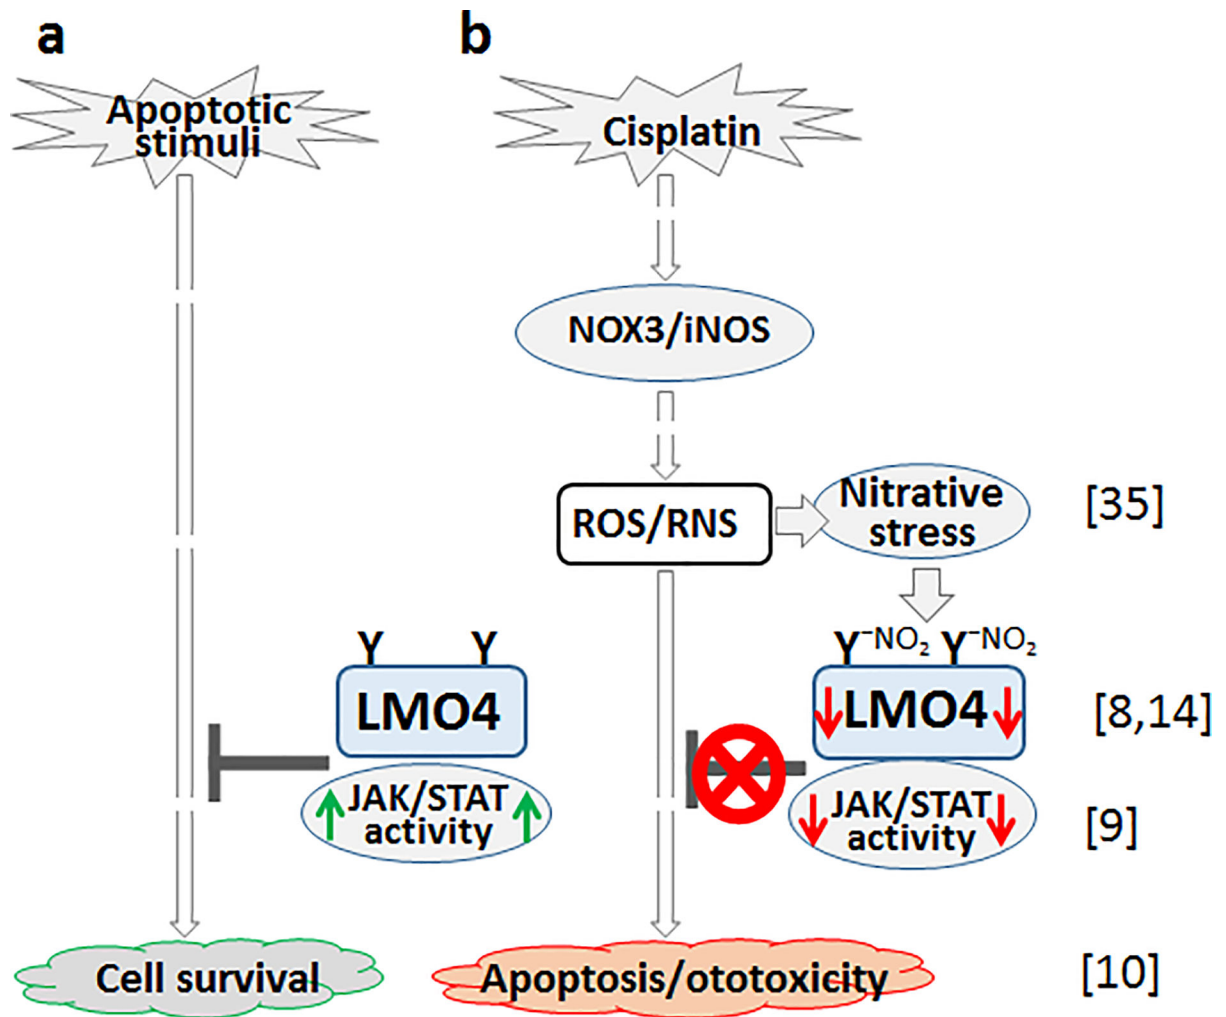 a
b
Apoptotic
stimuli
Cisplatin
NOX3/iNOS
ROS/RNS
Nitrative
stress
[35]
Y Y
LMO4
JAK/STAT
activity
Y–NO₂ Y–NO₂
LMO4
[8,14]
JAK/STAT
activity
[9]
Cell survival
Apoptosis/ototoxicity
[10]